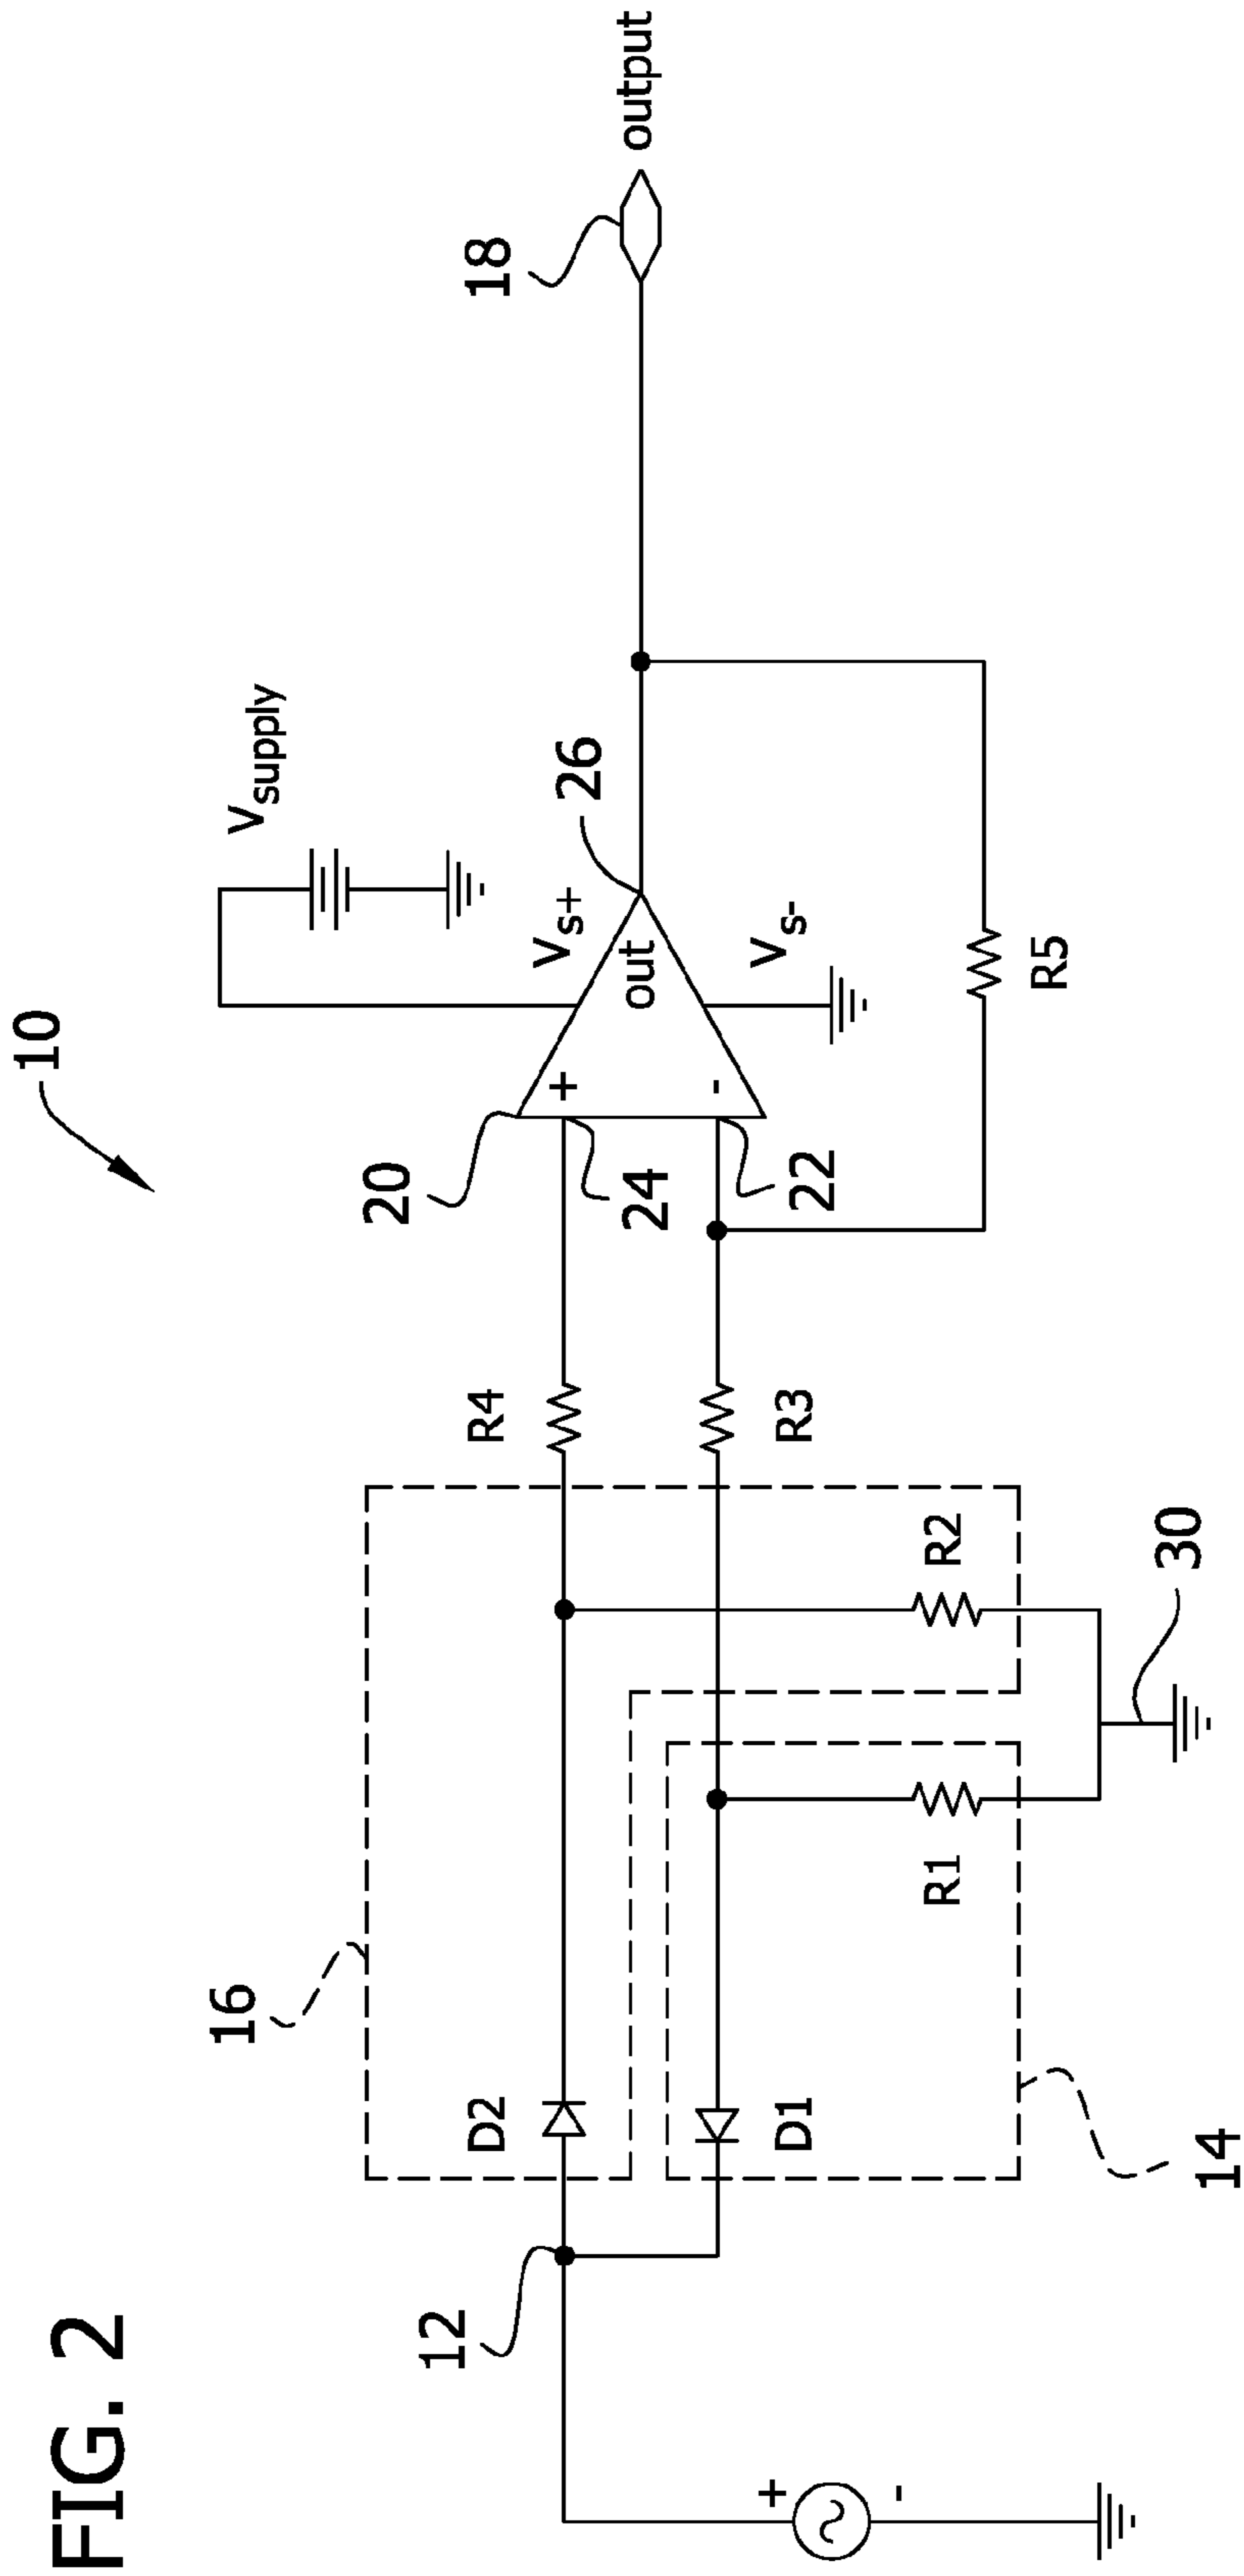 FIG. 2
10
16
14
12
D2
D1
R1
R2
30
R4
R3
20
24
22
+
-
out
Vs+
Vs-
Vsupply
26
R5
18
output
+
-